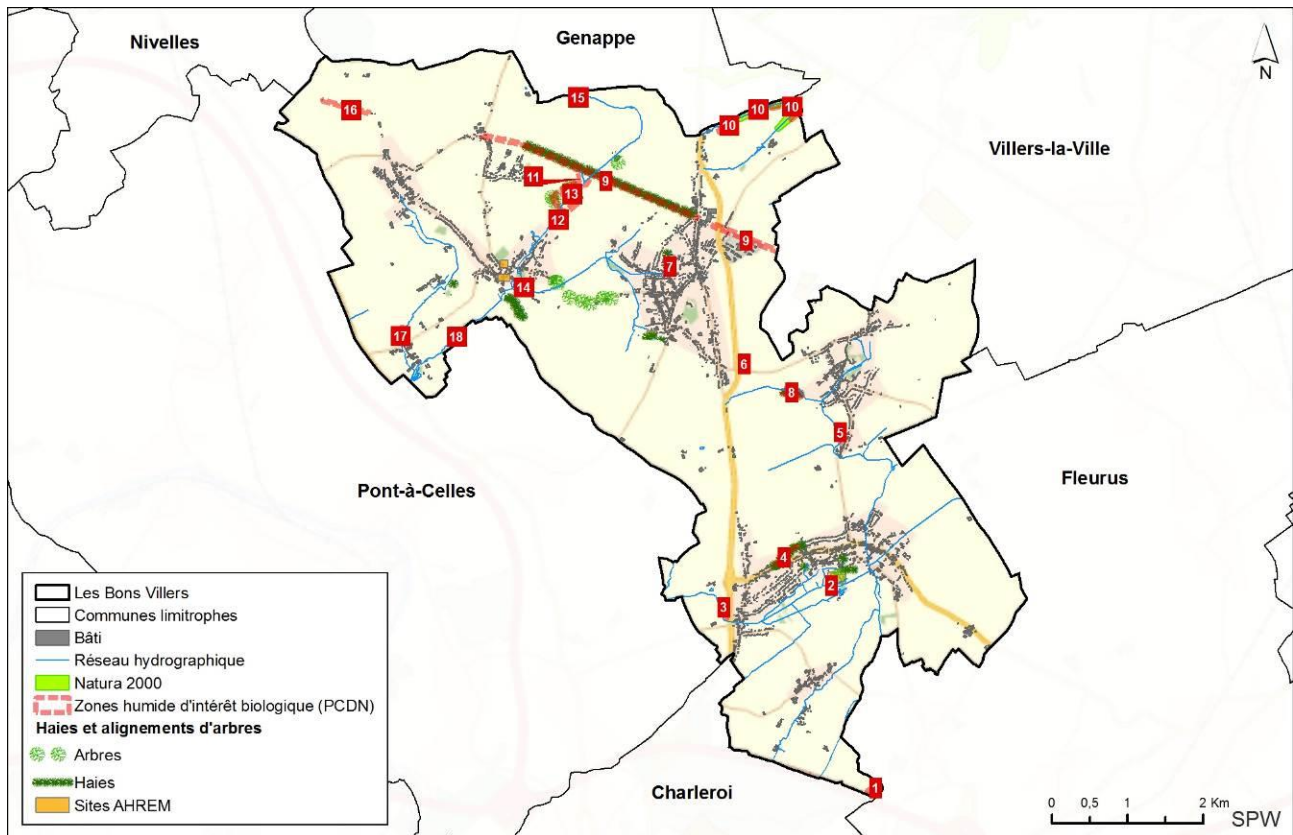 Nivelles
Genappe
N
15
16
10
10
10
Villers-la-Ville
11
13
9
12
9
7
14
17
18
6
8
5
Pont-à-Celles
Fleurus
4
2
3
1
Charleroi
Les Bons Villers
Communes limitrophes
Bâti
Réseau hydrographique
Natura 2000
Zones humide d'intérêt biologique (PCDN)
Haies et alignements d'arbres
Arbres
Haies
Sites AHREM
0 0,5 1 2 Km
SPW